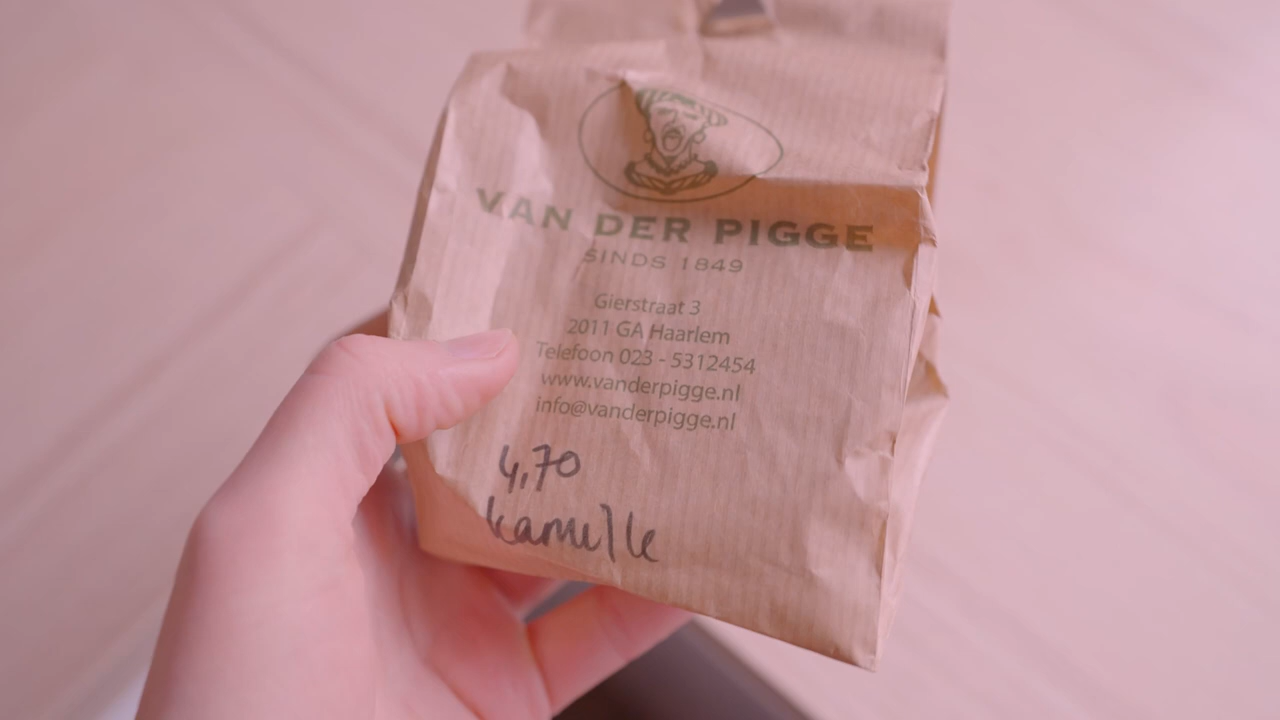 VAN DER PIGGE
SINDS 1849
Gierstraat 3
2011 GA Haarlem
Telefoon 023 - 5312454
www.vanderpigge.nl
info@vanderpigge.nl
4,70
kamille